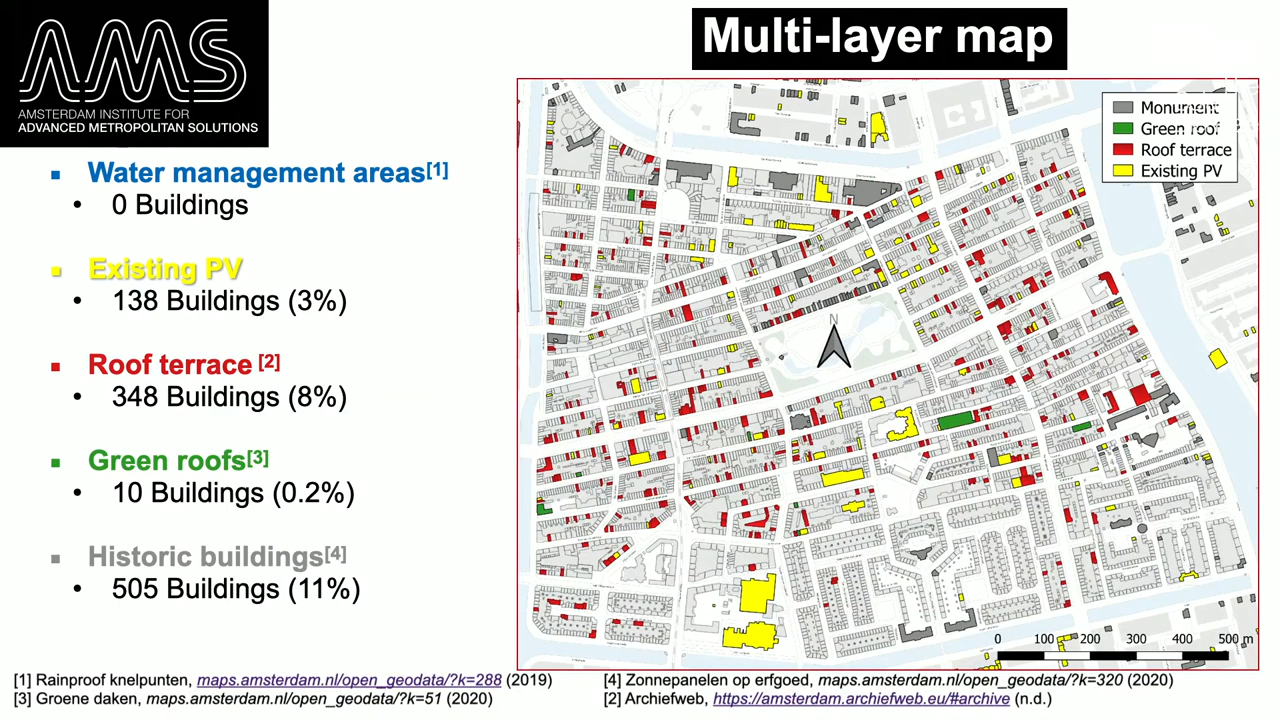 AMS
AMSTERDAM INSTITUTE FOR
ADVANCED METROPOLITAN SOLUTIONS
Multi-layer map
Water management areas[1]
• 0 Buildings
Existing PV
• 138 Buildings (3%)
Roof terrace [2]
• 348 Buildings (8%)
Green roofs[3]
• 10 Buildings (0.2%)
Historic buildings[4]
• 505 Buildings (11%)
Monument
Green roof
Roof terrace
Existing PV
N
0 100 200 300 400 500 m
[1] Rainproof knelpunten, maps.amsterdam.nl/open_geodata/?k=288 (2019)
[3] Groene daken, maps.amsterdam.nl/open_geodata/?k=51 (2020)
[4] Zonnepanelen op erfgoed, maps.amsterdam.nl/open_geodata/?k=320 (2020)
[2] Archiefweb, https://amsterdam.archiefweb.eu/#archive (n.d.)